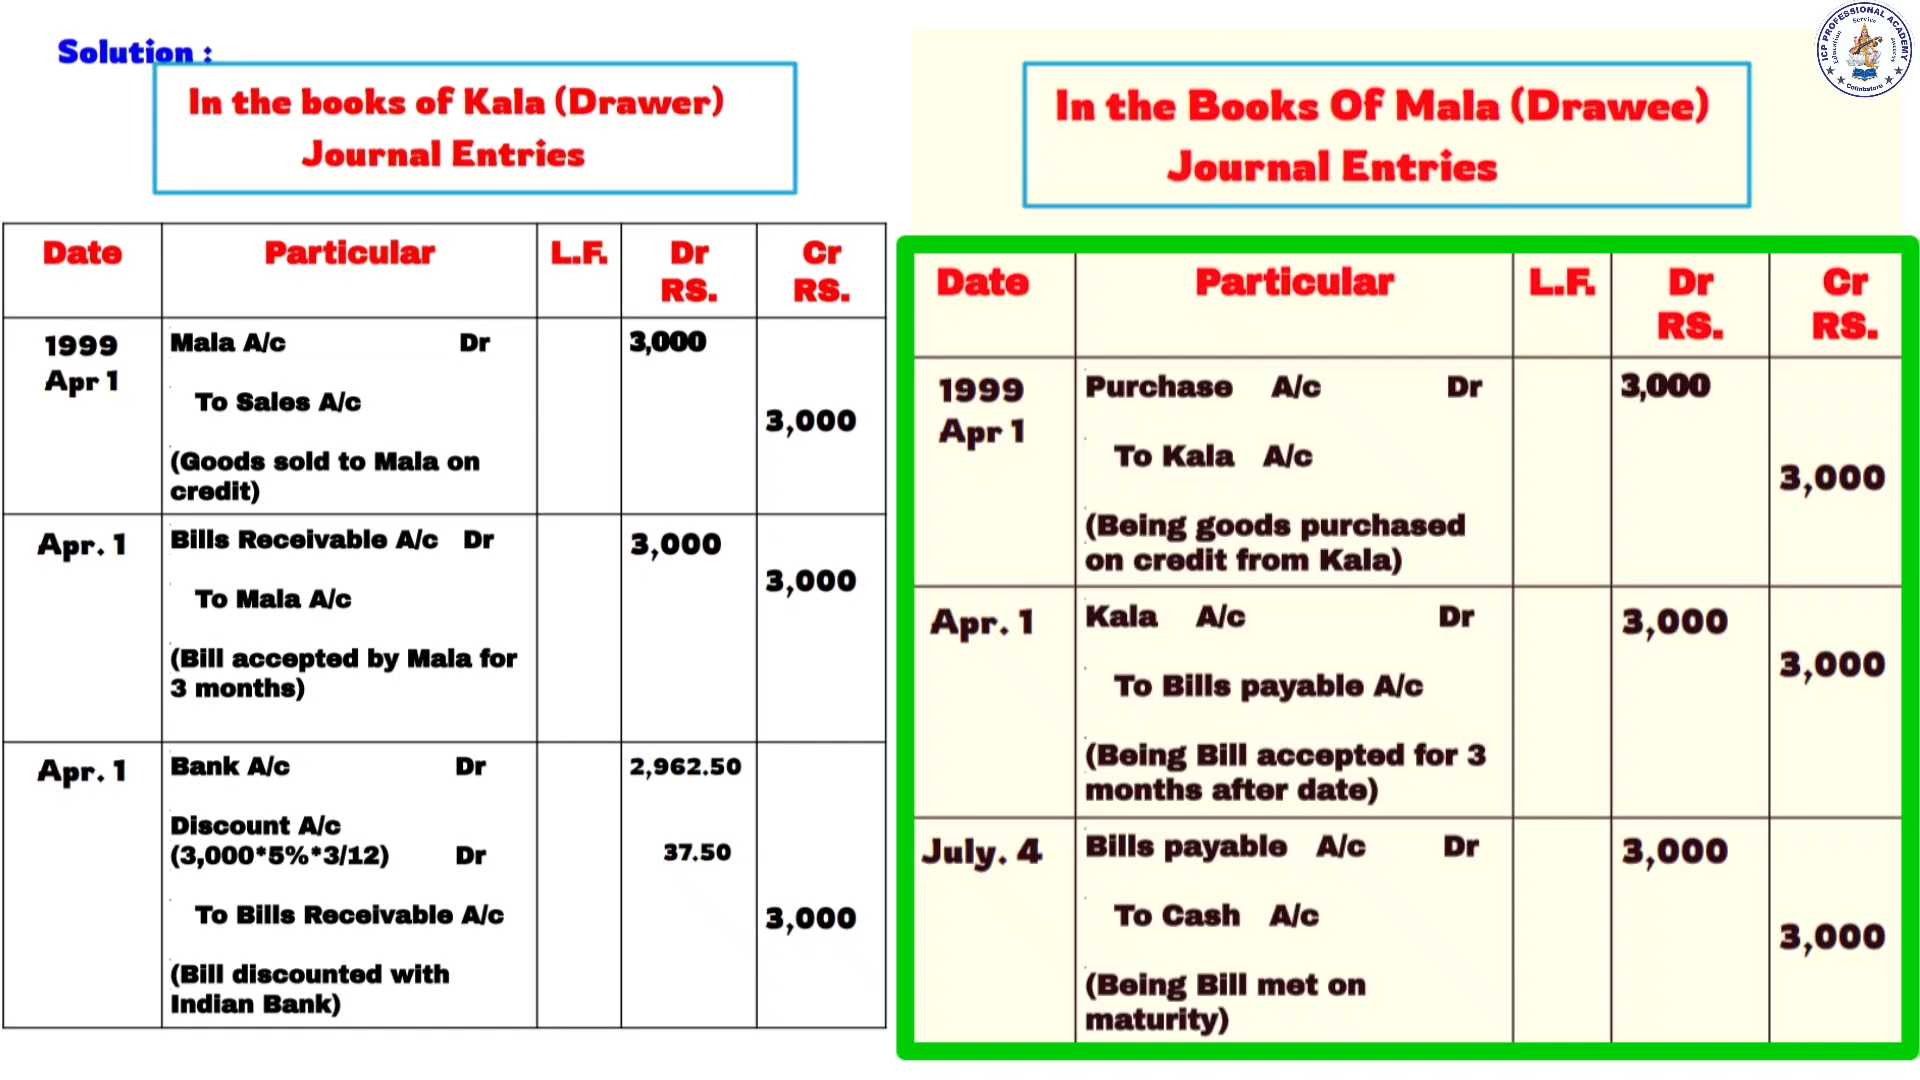 Solution :
In the books of Kala (Drawer)
Journal Entries
Date Particular L.F. Dr RS. Cr RS.
1999 Apr 1
Mala A/c Dr 3,000
To Sales A/c 3,000
(Goods sold to Mala on
credit)
Apr. 1 Bills Receivable A/c Dr 3,000
To Mala A/c 3,000
(Bill accepted by Mala for
3 months)
Apr. 1 Bank A/c Dr 2,962.50
Discount A/c
(3,000*5%*3/12) Dr 37.50
To Bills Receivable A/c 3,000
(Bill discounted with
Indian Bank)
In the Books Of Mala (Drawee)
Journal Entries
Date Particular L.F. Dr RS. Cr RS.
1999 Apr 1
Purchase A/c Dr 3,000
To Kala A/c 3,000
(Being goods purchased
on credit from Kala)
Apr. 1 Kala A/c Dr 3,000
To Bills payable A/c 3,000
(Being Bill accepted for 3
months after date)
July. 4 Bills payable A/c Dr 3,000
To Cash A/c 3,000
(Being Bill met on
maturity)
ICP PROFESSIONAL ACADEMY
Service
Education
Coimbatore